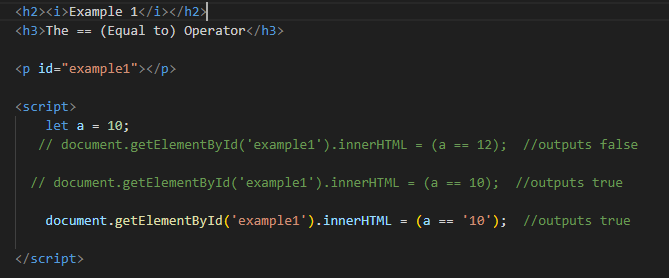 <h2><i>Example 1</i></h2>
<h3>The == (Equal to) Operator</h3>
<p id="example1"></p>
<script>
let a = 10;
// document.getElementById('example1').innerHTML = (a == 12);  //outputs false
// document.getElementById('example1').innerHTML = (a == 10);  //outputs true
document.getElementById('example1').innerHTML = (a == '10');  //outputs true
</script>